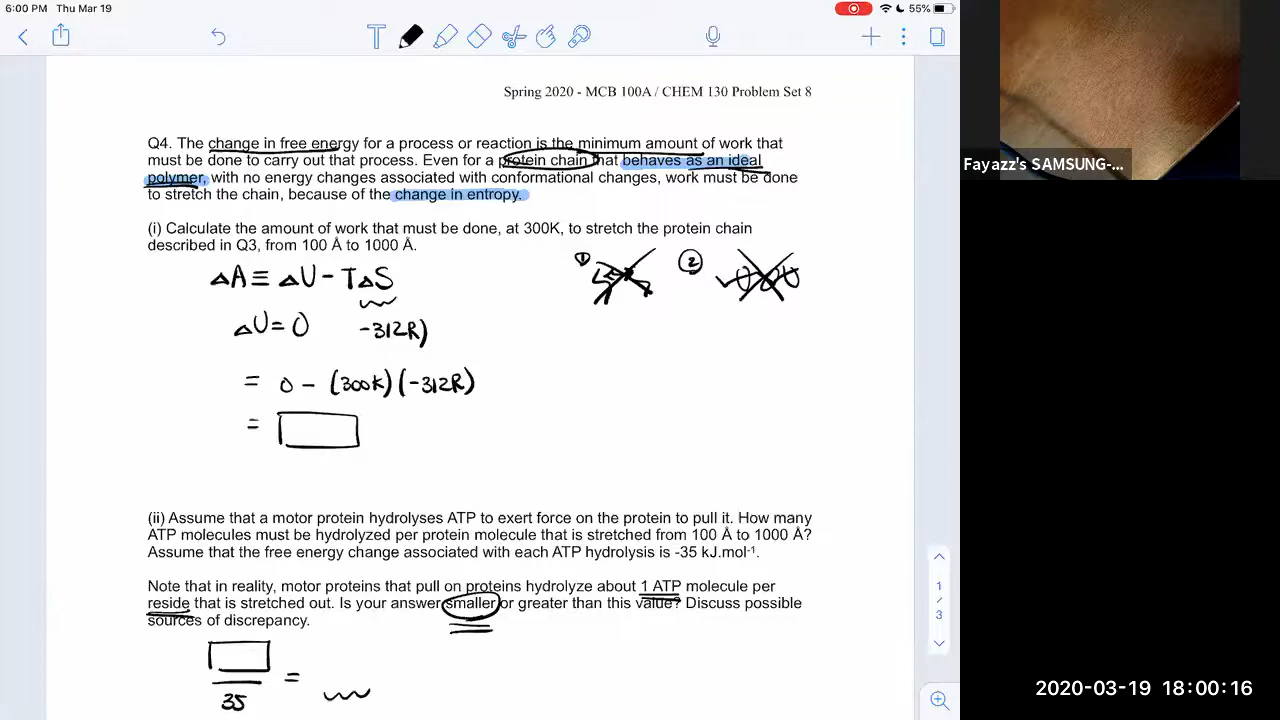 6:00 PM Thu Mar 19
55%
Spring 2020 - MCB 100A / CHEM 130 Problem Set 8
Q4. The change in free energy for a process or reaction is the minimum amount of work that
must be done to carry out that process. Even for a protein chain that behaves as an ideal
polymer, with no energy changes associated with conformational changes, work must be done
to stretch the chain, because of the change in entropy.
(i) Calculate the amount of work that must be done, at 300K, to stretch the protein chain
described in Q3, from 100 Å to 1000 Å.
① ②
ΔA ≡ ΔU - TΔS
ΔU = 0 -312R)
= 0 - (300K)(-312R)
=
(ii) Assume that a motor protein hydrolyses ATP to exert force on the protein to pull it. How many
ATP molecules must be hydrolyzed per protein molecule that is stretched from 100 Å to 1000 Å?
Assume that the free energy change associated with each ATP hydrolysis is -35 kJ.mol⁻¹.
Note that in reality, motor proteins that pull on proteins hydrolyze about 1 ATP molecule per
reside that is stretched out. Is your answer smaller or greater than this value? Discuss possible
sources of discrepancy.
=
35
1
/
3
Fayazz's SAMSUNG-...
2020-03-19 18:00:16